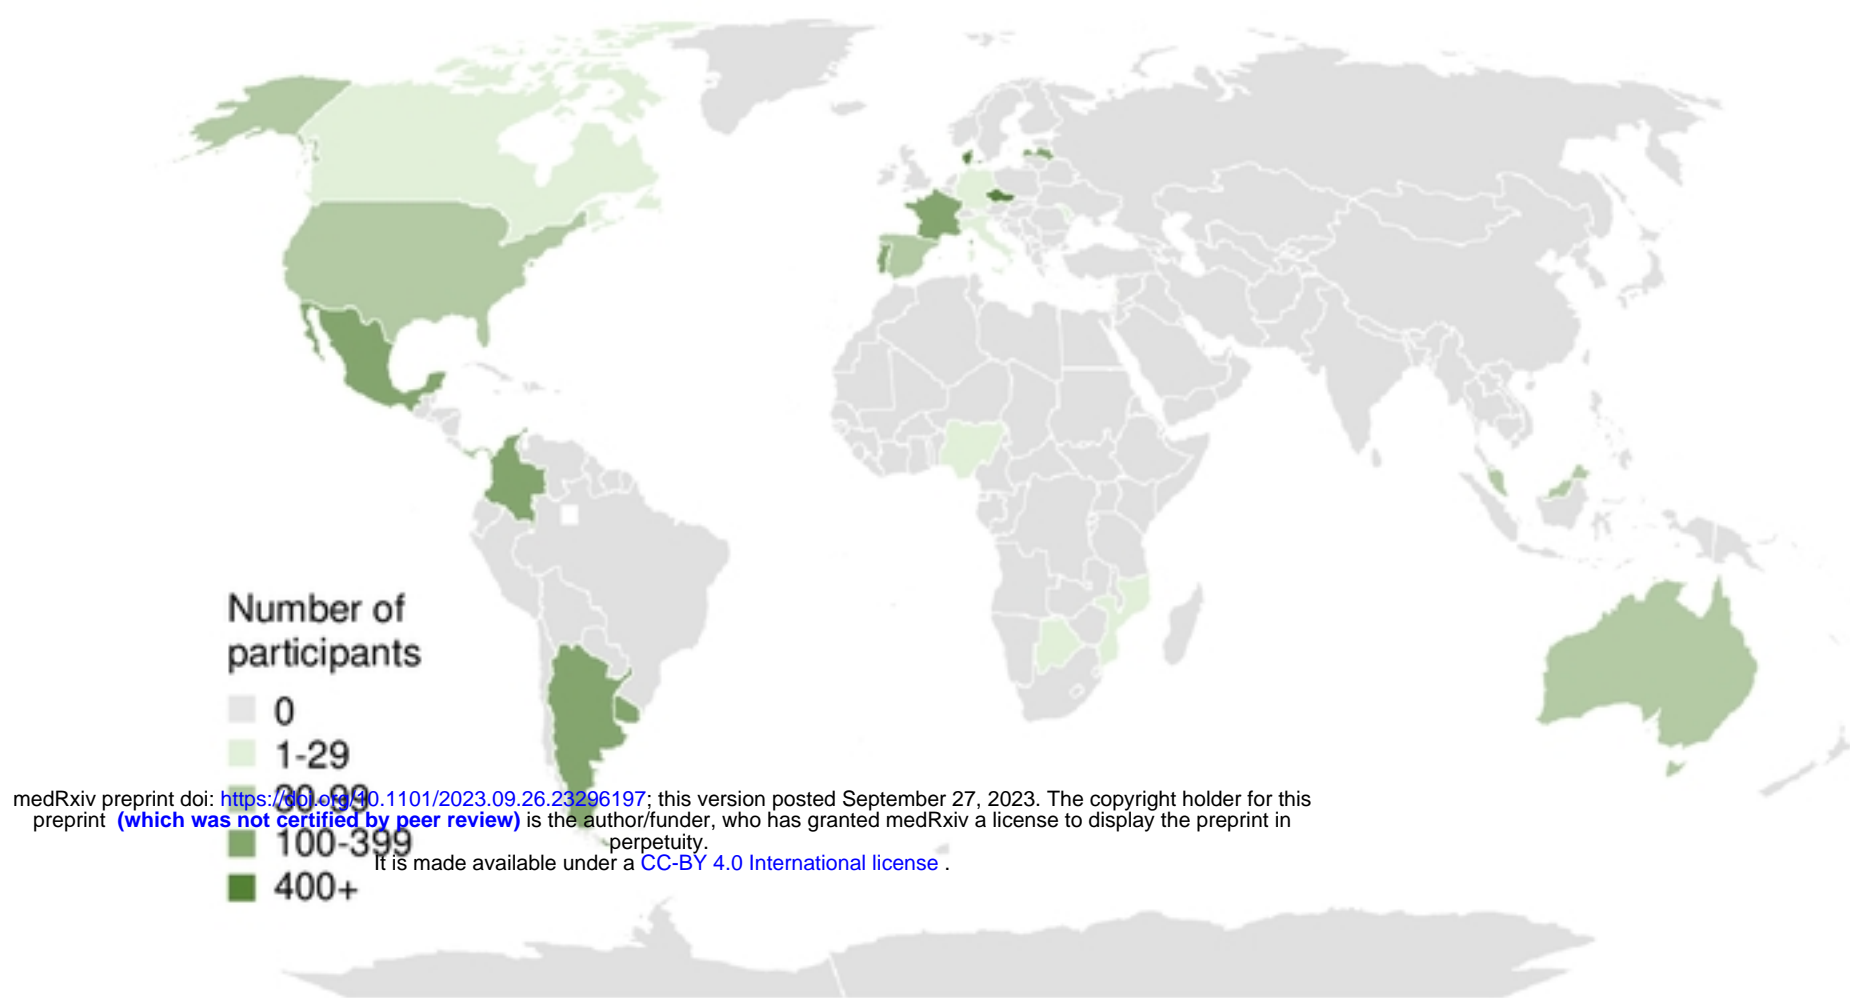 Number of
participants
0
1-29
30-99
medRxiv preprint doi: https://doi.org/10.1101/2023.09.26.23296197; this version posted September 27, 2023. The copyright holder for this
preprint (which was not certified by peer review) is the author/funder, who has granted medRxiv a license to display the preprint in
perpetuity.
100-399
It is made available under a CC-BY 4.0 International license .
400+